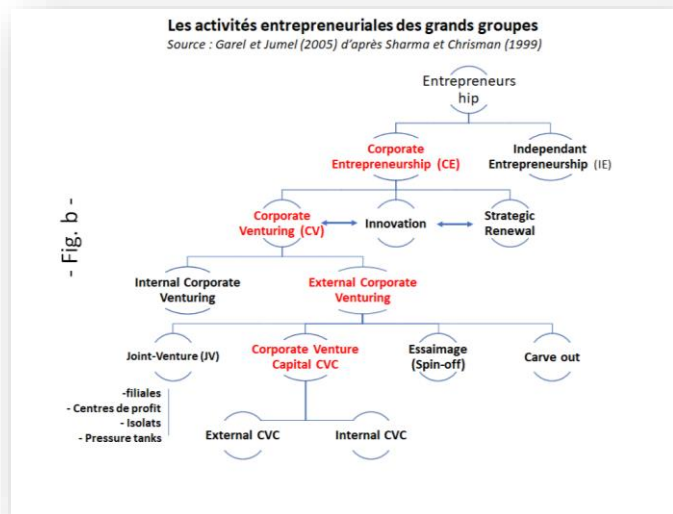 Les activités entrepreneuriales des grands groupes
Source : Garel et Jumel (2005) d'après Sharma et Chrisman (1999)
- Fig. b -
Entrepreneurs
hip
Corporate
Entrepreneurship (CE)
Independant
Entrepreneurship (IE)
Corporate
Venturing (CV)
Innovation
Strategic
Renewal
Internal Corporate
Venturing
External Corporate
Venturing
Joint-Venture (JV)
Corporate Venture
Capital CVC
Essaimage
(Spin-off)
Carve out
-filiales
- Centres de profit
- Isolats
- Pressure tanks
External CVC
Internal CVC